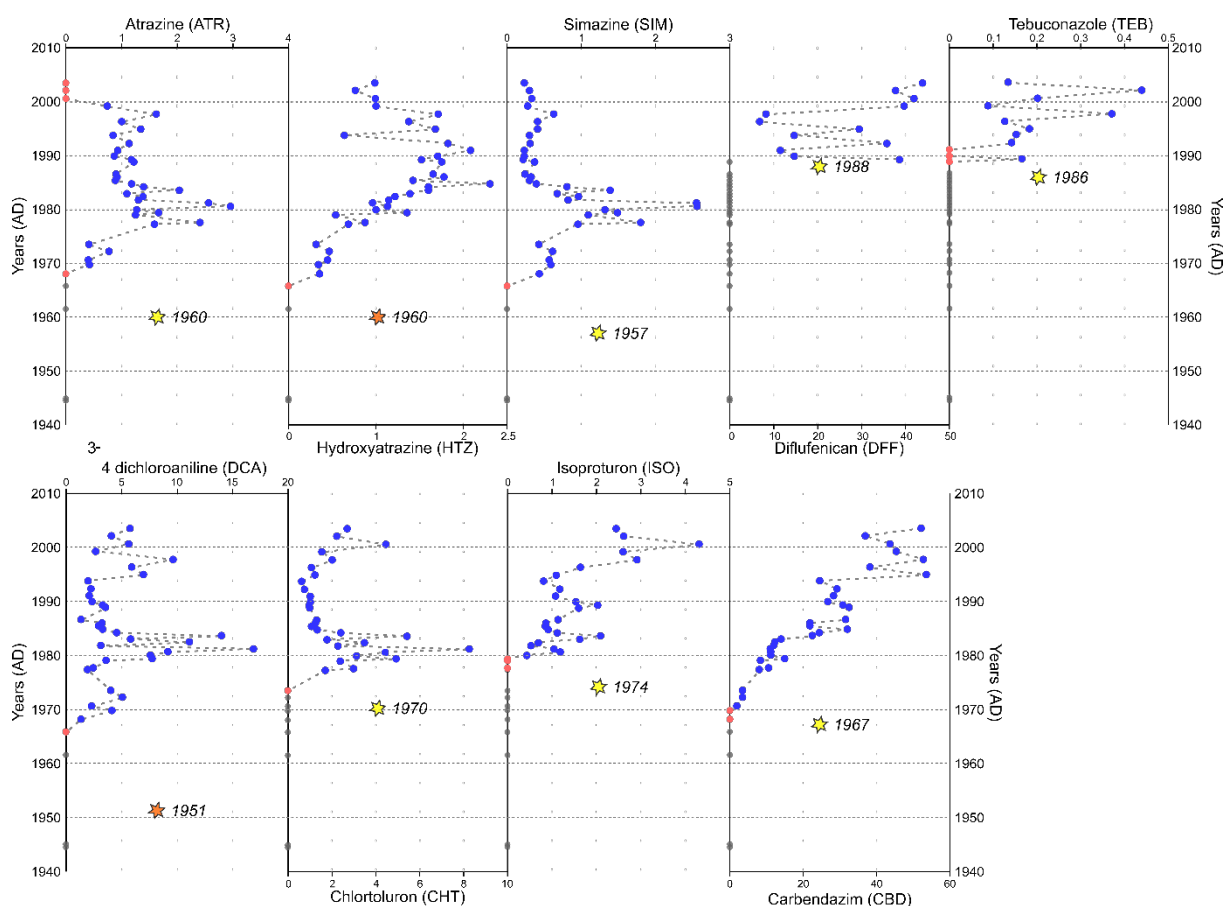 Atrazine (ATR) Simazine (SIM) Tebuconazole (TEB)
0 1 2 3 4 0 1 2 3 0 0.1 0.2 0.3 0.4 0.5
2010 2010
2000 2000
1990 1990
1988
1986
1980 1980
Years (AD) Years (AD)
1970 1970
1960 1960 1960 1960
1957
1950 1950
1940 1940
0 1 2 2.5 0 10 20 30 40 50
3- Hydroxyatrazine (HTZ) Diflufenican (DFF)
4 dichloroaniline (DCA) Isoproturon (ISO)
0 5 10 15 20 0 1 2 3 4 5
2010 2010
2000 2000
1990 1990
1980 1980
Years (AD) Years (AD)
1974
1970 1970 1967 1970
1960 1960
1951
1950 1950
1940 1940
0 2 4 6 8 10 0 20 40 60
Chlortoluron (CHT) Carbendazim (CBD)